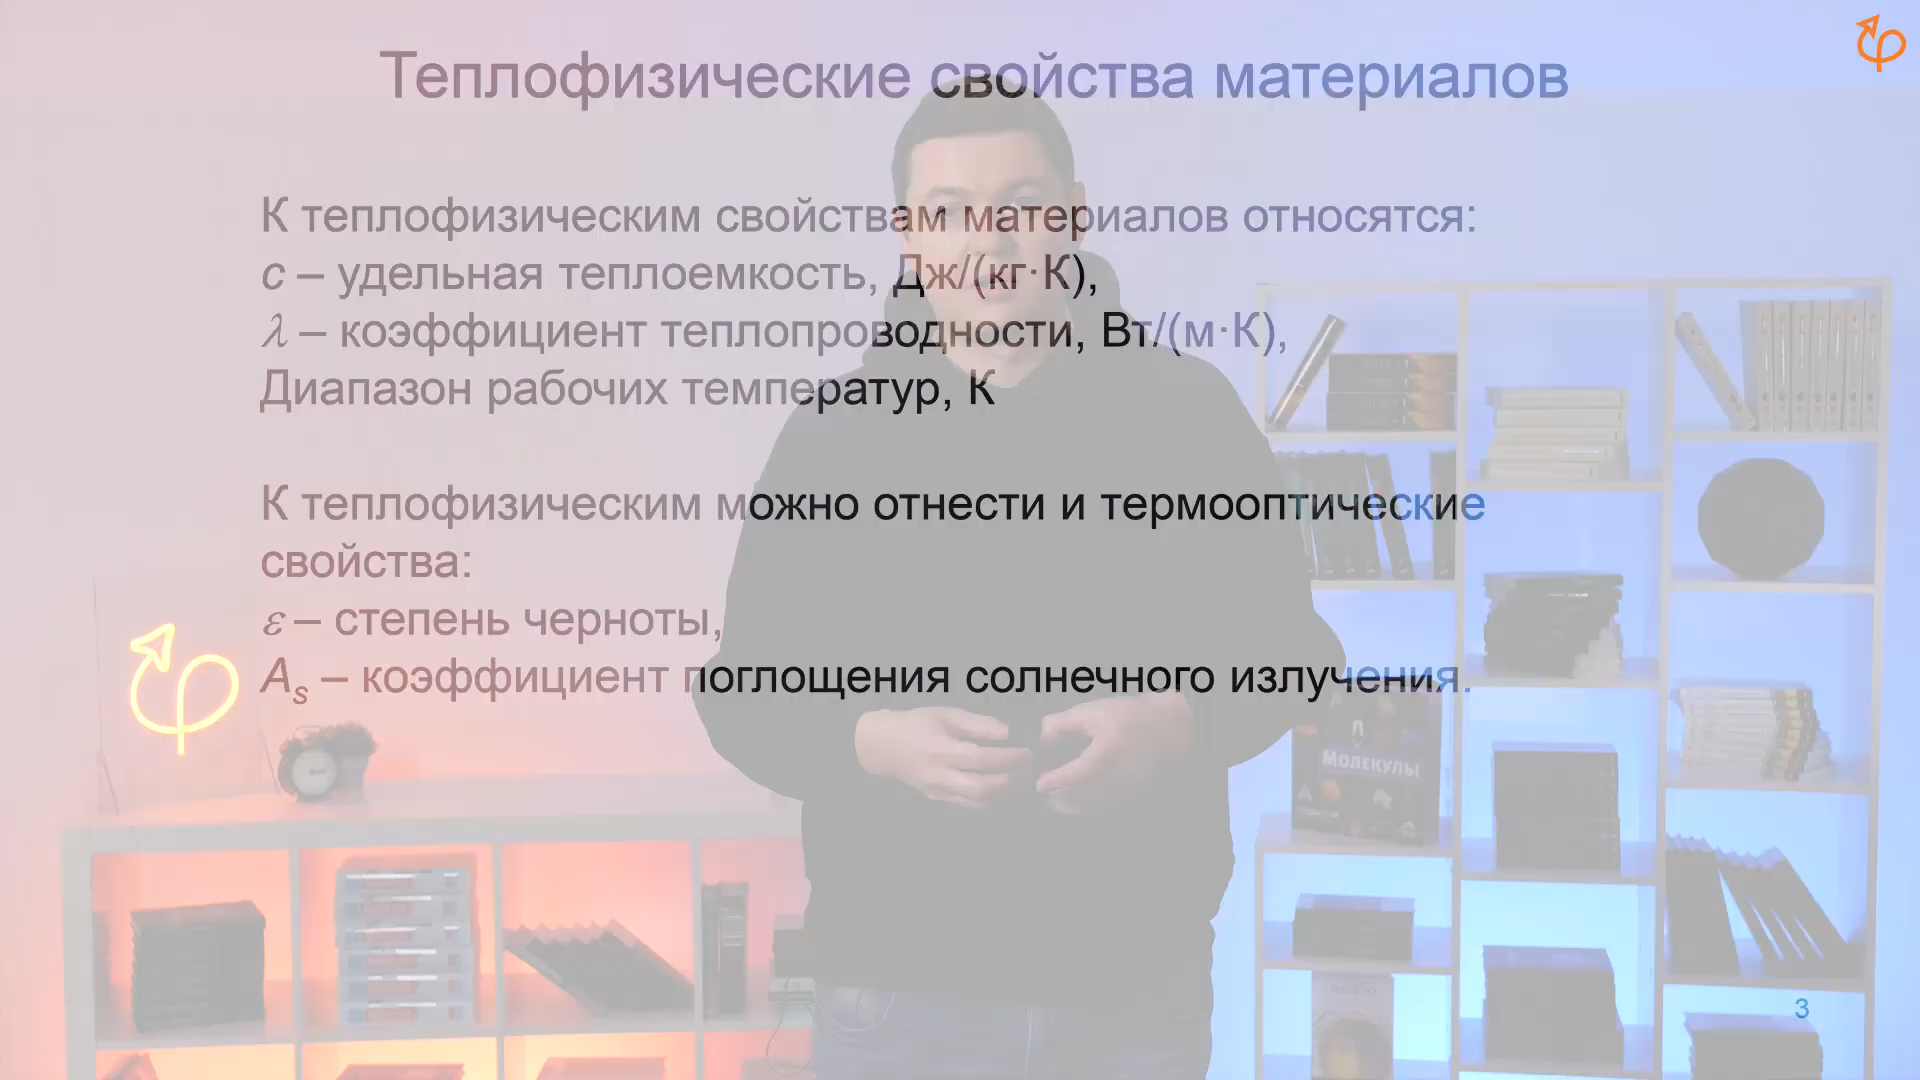 Теплофизические свойства материалов
К теплофизическим свойствам материалов относятся:
c – удельная теплоемкость, Дж/(кг·К),
λ – коэффициент теплопроводности, Вт/(м·К),
Диапазон рабочих температур, К
К теплофизическим можно отнести и термооптические
свойства:
ε – степень черноты,
As – коэффициент поглощения солнечного излучения.
МОЛЕКУЛЫ
3